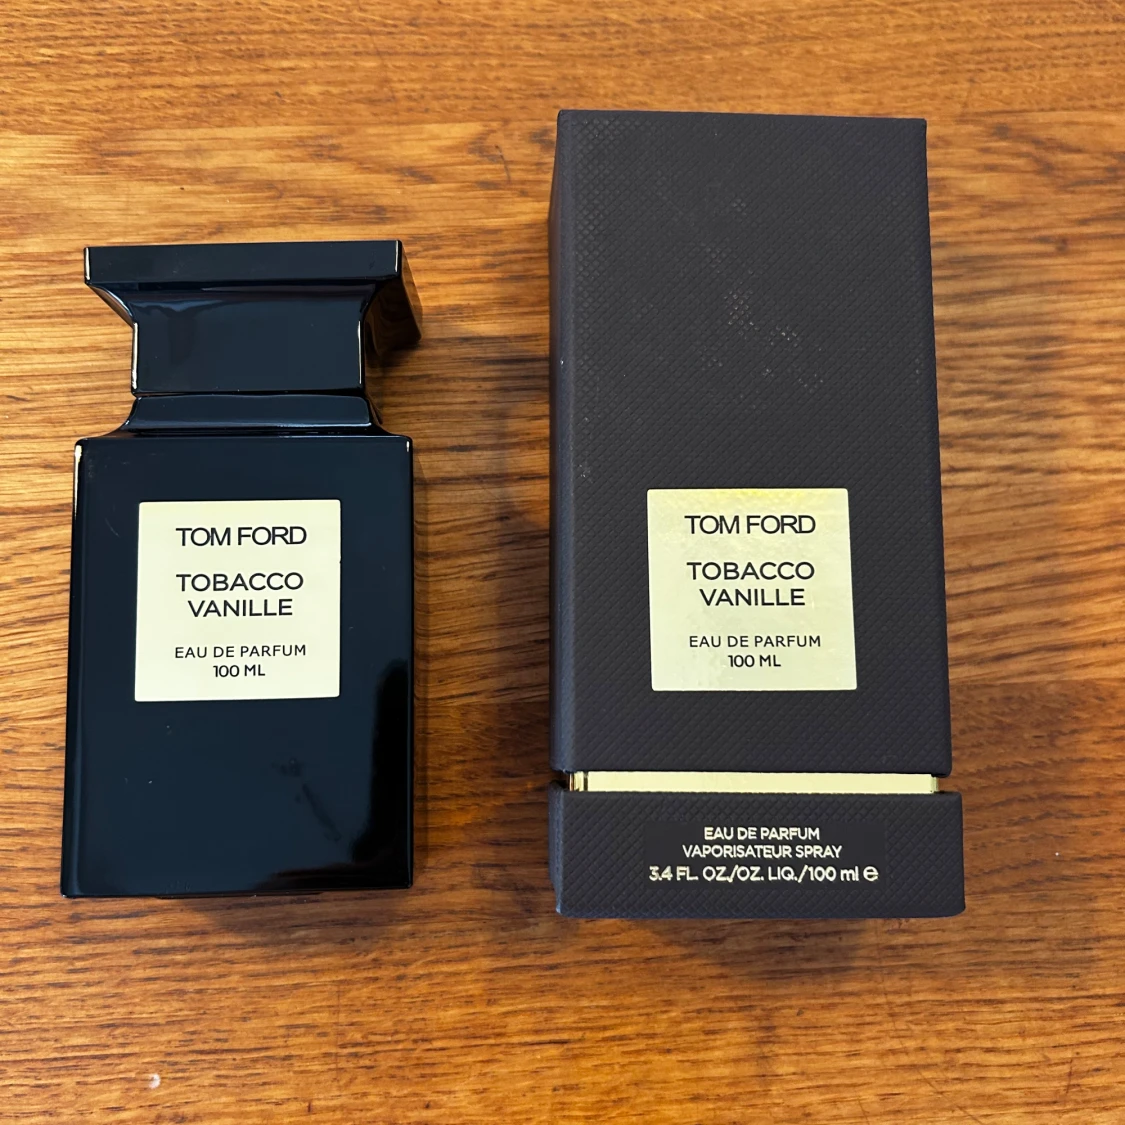 TOM FORD
TOBACCO
VANILLE
EAU DE PARFUM
100 ML
TOM FORD
TOBACCO
VANILLE
EAU DE PARFUM
100 ML
EAU DE PARFUM
VAPORISATEUR SPRAY
3.4 FL. OZ./OZ. LIQ./100 ml ℮